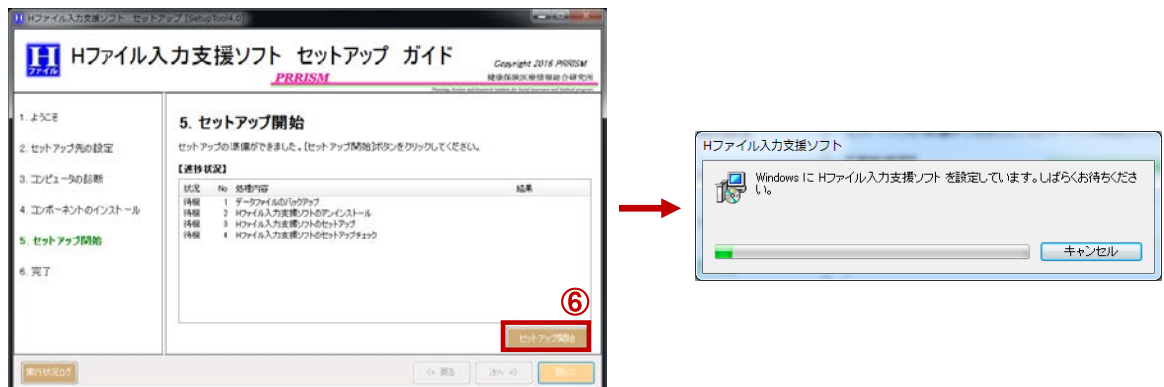 Hファイル入力支援ソフト セットアップ [SetupTool4.0]
H
ファイル
Hファイル入力支援ソフト セットアップ ガイド
PRRISM
Copyright 2016 PRRISM
健康保険医療情報総合研究所
1. ようこそ
2. セットアップ先の設定
3. コンピュータの診断
4. コンポーネントのインストール
5. セットアップ開始
6. 完了
5. セットアップ開始
セットアップの準備ができました。[セットアップ開始]ボタンをクリックしてください。
【進捗状況】
状況 No 処理内容 結果
待機 1 データファイルのバックアップ
待機 2 Hファイル入力支援ソフトのアンインストール
待機 3 Hファイル入力支援ソフトのセットアップ
待機 4 Hファイル入力支援ソフトのセットアップチェック
⑥
セットアップ開始
実行状況ログ
<- 戻る
次へ ->
Hファイル入力支援ソフト
Windows に Hファイル入力支援ソフト を設定しています。しばらくお待ちくださ
い。
キャンセル